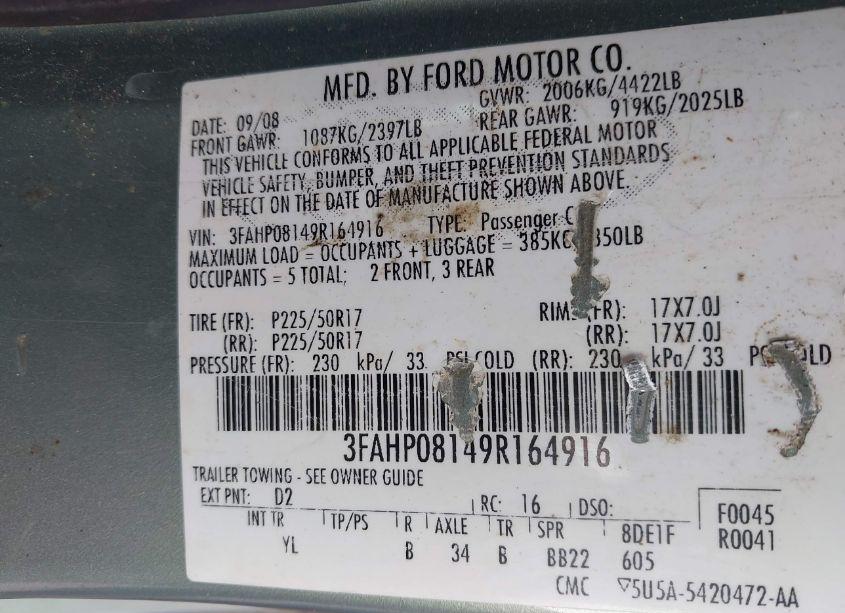 MFD. BY FORD MOTOR CO.
DATE: 09/08 GVWR: 2006KG/4422LB
FRONT GAWR: 1087KG/2397LB REAR GAWR: 919KG/2025LB
THIS VEHICLE CONFORMS TO ALL APPLICABLE FEDERAL MOTOR
VEHICLE SAFETY, BUMPER, AND THEFT PREVENTION STANDARDS
IN EFFECT ON THE DATE OF MANUFACTURE SHOWN ABOVE.
VIN: 3FAHP08149R164916 TYPE: Passenger
MAXIMUM LOAD = OCCUPANTS + LUGGAGE = 385KG 850LB
OCCUPANTS = 5 TOTAL; 2 FRONT, 3 REAR
TIRE (FR): P225/50R17 RIMS (FR): 17X7.0J
(RR): P225/50R17 (RR): 17X7.0J
PRESSURE (FR): 230 kPa/ 33 PSI COLD (RR): 230 kPa/ 33 PSI COLD
3FAHP08149R164916
TRAILER TOWING - SEE OWNER GUIDE
EXT PNT: D2 RC: 16 DSO: F0045
INT TR TP/PS R AXLE TR SPR 8DE1F R0041
YL B 34 B BB22 605
CMC ▽5U5A-5420472-AA